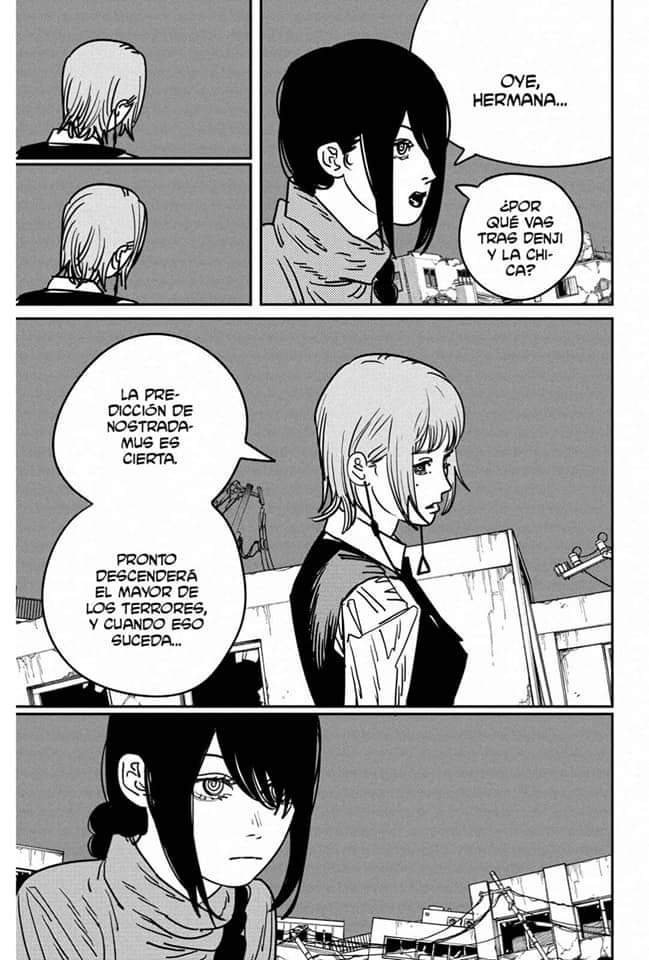 OYE,
HERMANA...
¿POR
QUÉ VAS
TRAS DENJI
Y LA CHI-
CA?
LA PRE-
DICCIÓN DE
NOSTRADA-
MUS ES
CIERTA.
PRONTO
DESCENDERÁ
EL MAYOR DE
LOS TERRORES,
Y CUANDO ESO
SUCEDA...